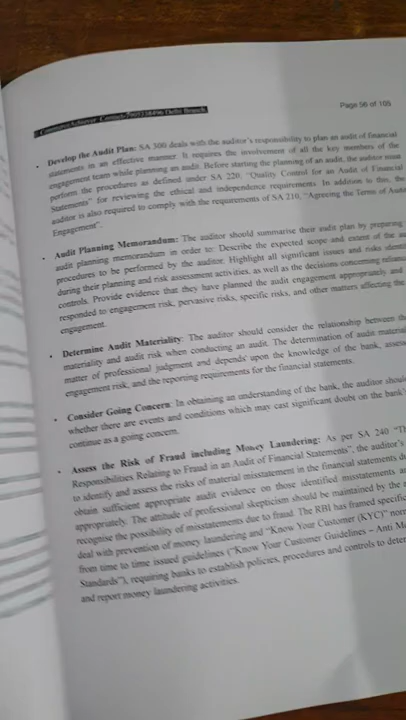 Commerce Achiever Contact-7905338496 Delhi Branch
Page 96 of 105
• Develop the Audit Plan: SA 300 deals with the auditor's responsibility to plan an audit of financial
statements in an effective manner. It requires the involvement of all the key members of the
engagement team while planning an audit. Before starting the planning of an audit, the auditor must
perform the procedures as defined under SA 220, "Quality Control for an Audit of Financial
Statements" for reviewing the ethical and independence requirements. In addition to this, the
auditor is also required to comply with the requirements of SA 210, "Agreeing the Terms of Audit
Engagement".
• Audit Planning Memorandum: The auditor should summarise their audit plan by preparing
audit planning memorandum in order to: Describe the expected scope and extent of the
procedures to be performed by the auditor. Highlight all significant issues and risks
during their planning and risk assessment activities, as well as the decisions concerning
controls. Provide evidence that they have planned the audit engagement appropriately and
responded to engagement risk, pervasive risks, specific risks, and other matters affecting the
engagement.
• Determine Audit Materiality: The auditor should consider the relationship between
materiality and audit risk when conducting an audit. The determination of audit
matter of professional judgment and depends upon the knowledge of the bank,
engagement risk, and the reporting requirements for the financial statements.
• Consider Going Concern: In obtaining an understanding of the bank, the auditor
whether there are events and conditions which may cast significant doubt on the bank's
continue as a going concern.
• Assess the Risk of Fraud including Money Laundering: As per SA 240
Responsibilities Relating to Fraud in an Audit of Financial Statements", the auditor's
to identify and assess the risks of material misstatement in the financial statements
obtain sufficient appropriate audit evidence on those identified misstatements
appropriately. The attitude of professional skepticism should be maintained by the
recognise the possibility of misstatements due to fraud. The RBI has framed
deal with prevention of money laundering and "Know Your Customer (KYC)"
from time to time issued guidelines ("Know Your Customer Guidelines – Anti
Standards"), requiring banks to establish policies, procedures and controls to
and report money laundering activities.